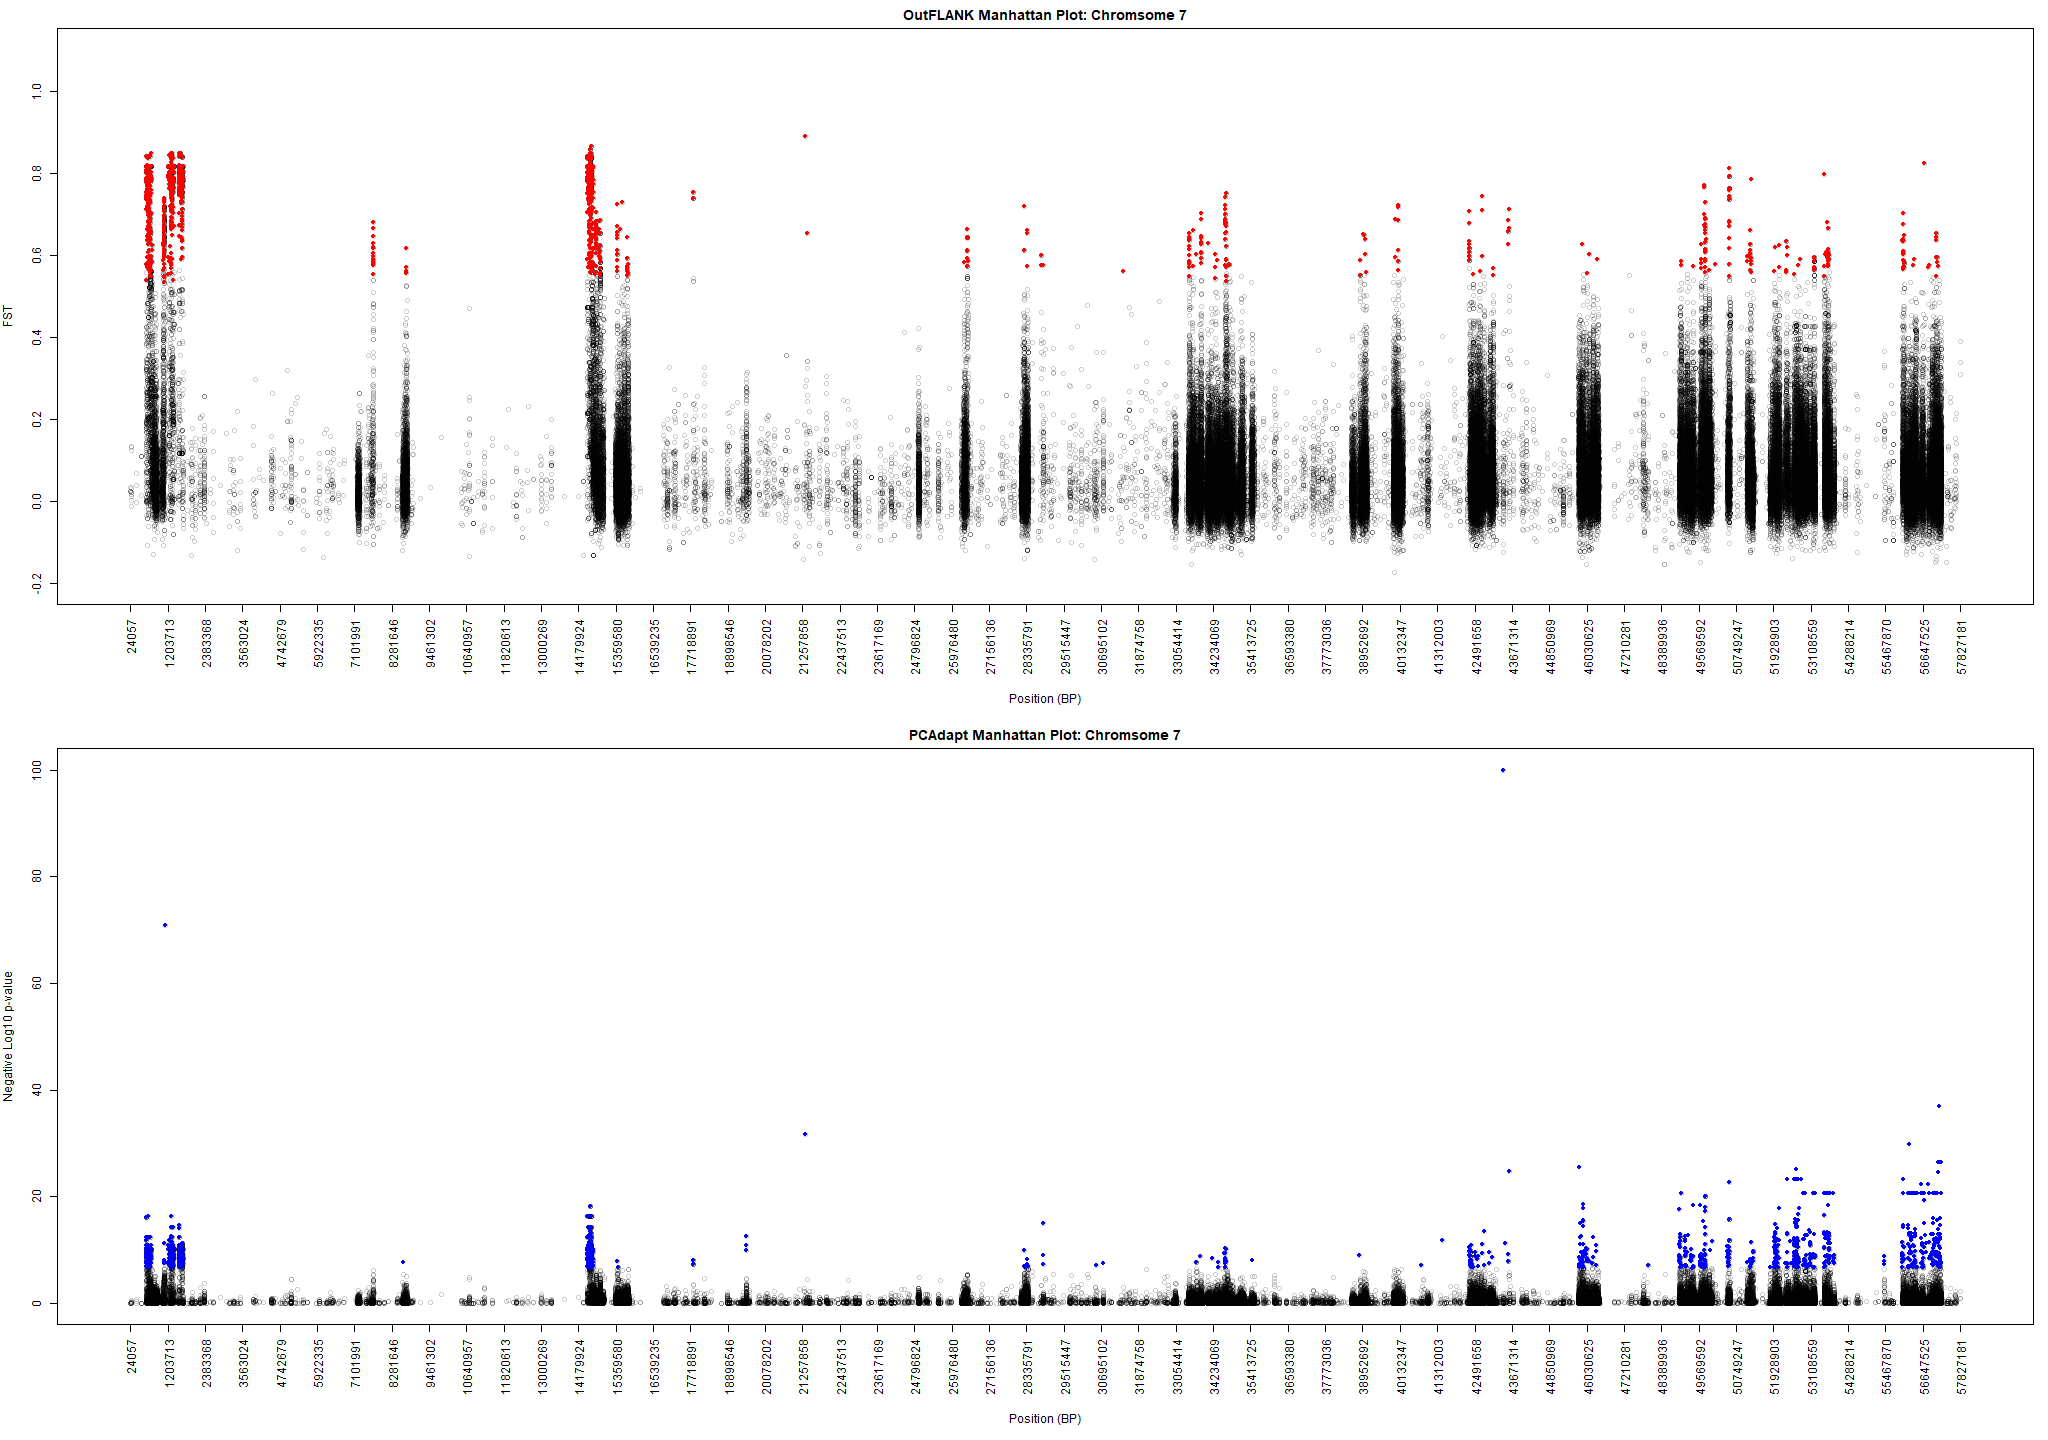 OutFLANK Manhattan Plot: Chromsome 7
1.0
0.8
0.6
0.4
0.2
0.0
-0.2
FST
24057 1203713 2383368 3563024 4742679 5922335 7101991 8281646 9461302 10640957 11820613 13000269 14179924 15359580 16539235 17718891 18898546 20078202 21257858 22437513 23617169 24796824 25976480 27156136 28335791 29515447 30695102 31874758 33054414 34234069 35413725 36593380 37773036 38952692 40132347 41312003 42491658 43671314 44850969 46030625 47210281 48389936 49569592 50749247 51928903 53108559 54288214 55467870 56647525 57827181
Position (BP)
PCAdapt Manhattan Plot: Chromsome 7
100
80
60
40
20
0
Negative Log10 p-value
24057 1203713 2383368 3563024 4742679 5922335 7101991 8281646 9461302 10640957 11820613 13000269 14179924 15359580 16539235 17718891 18898546 20078202 21257858 22437513 23617169 24796824 25976480 27156136 28335791 29515447 30695102 31874758 33054414 34234069 35413725 36593380 37773036 38952692 40132347 41312003 42491658 43671314 44850969 46030625 47210281 48389936 49569592 50749247 51928903 53108559 54288214 55467870 56647525 57827181
Position (BP)